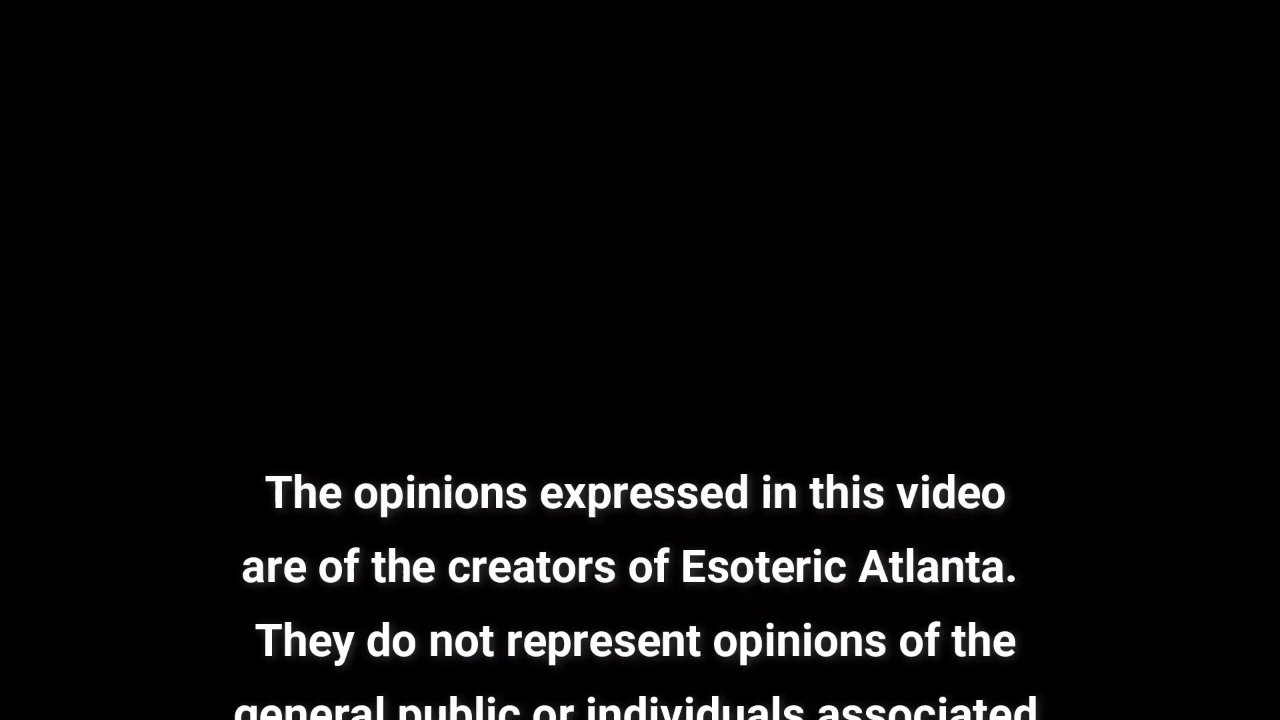 The opinions expressed in this video
are of the creators of Esoteric Atlanta.
They do not represent opinions of the
general public or individuals associated